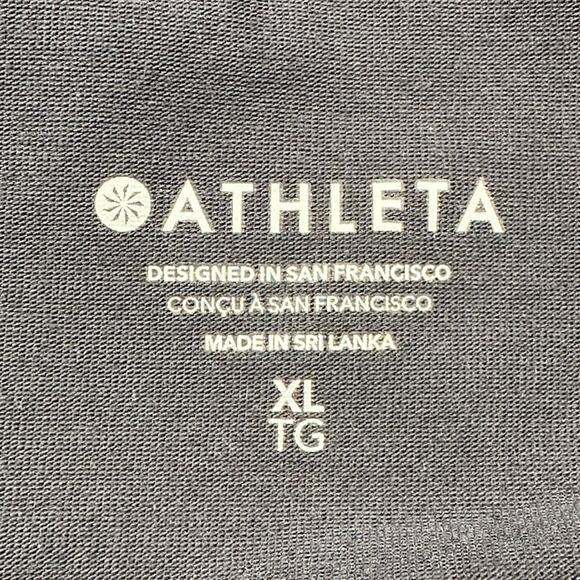 ATHLETA
DESIGNED IN SAN FRANCISCO
CONÇU À SAN FRANCISCO
MADE IN SRI LANKA
XL
TG